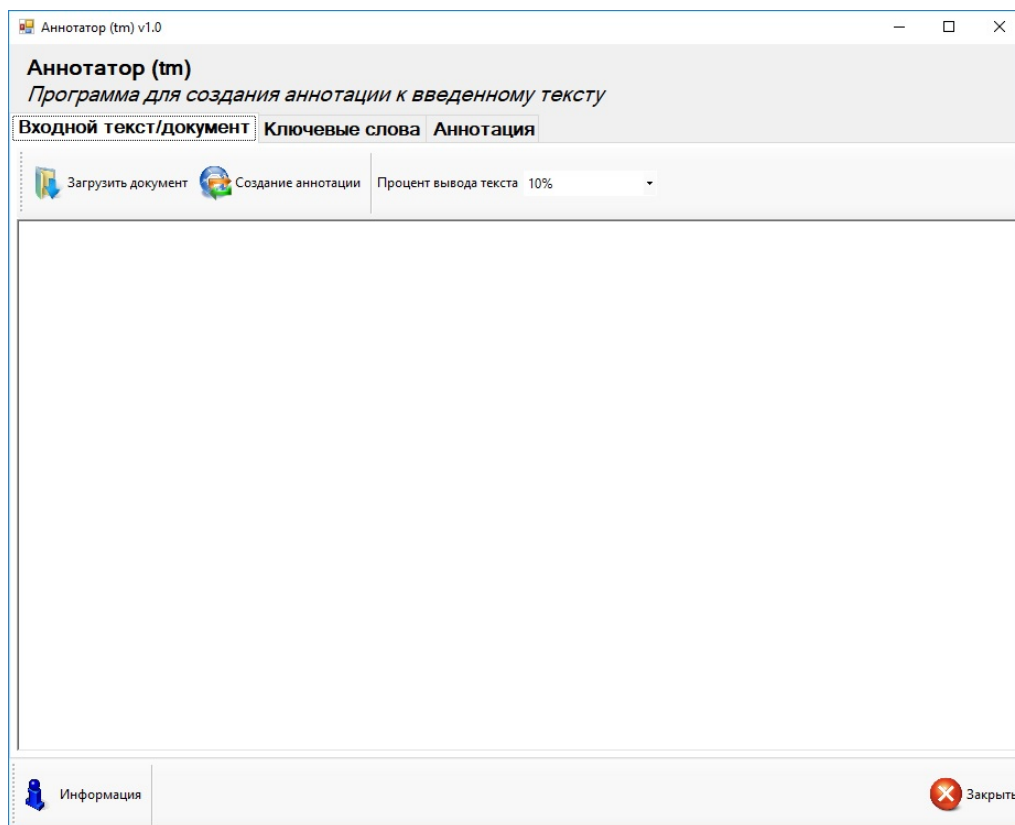 Аннотатор (tm) v1.0
Аннотатор (tm)
Программа для создания аннотации к введенному тексту
Входной текст/документ Ключевые слова Аннотация
Загрузить документ Создание аннотации Процент вывода текста 10%
Информация Закрыть